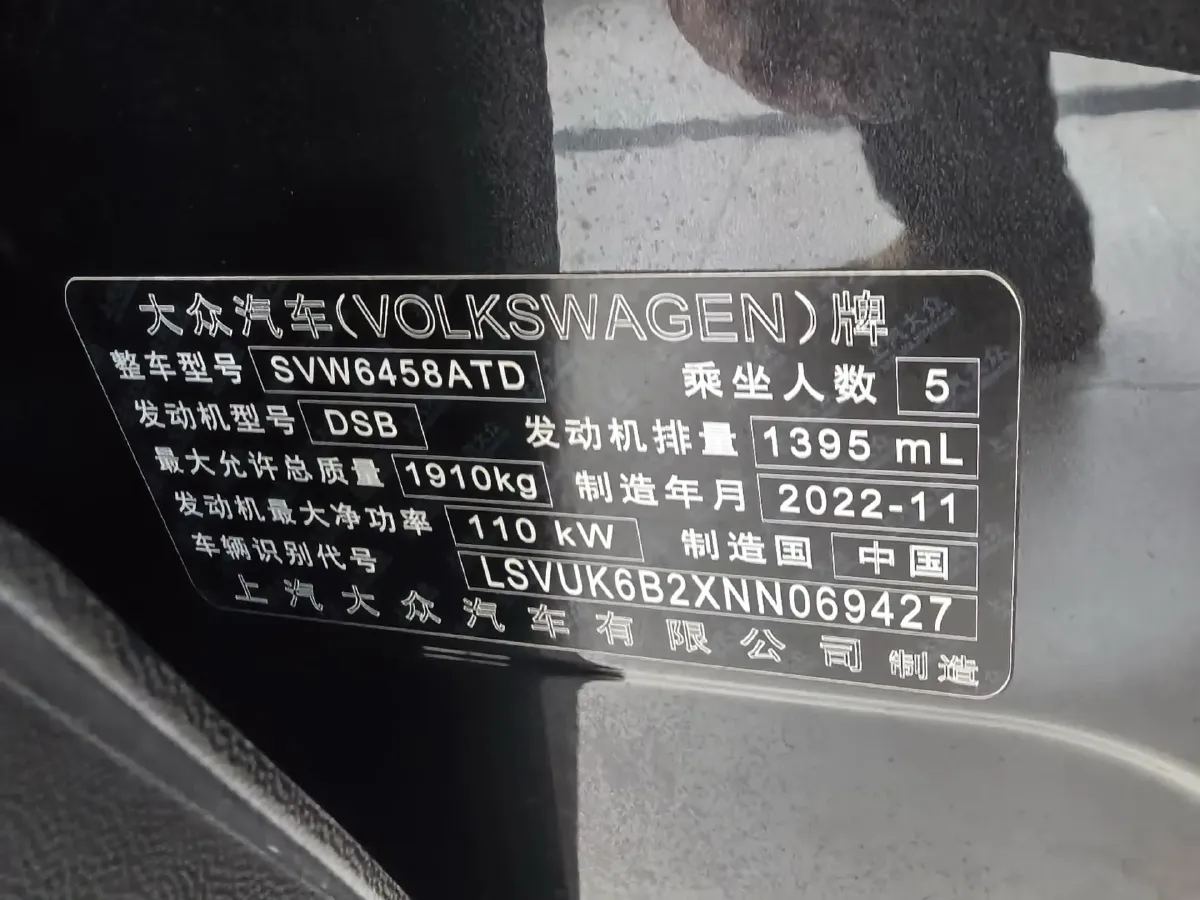 大众汽车(VOLKSWAGEN)牌
整车型号 SVW6458ATD 乘坐人数 5
发动机型号 DSB 发动机排量 1395 mL
最大允许总质量 1910kg 制造年月 2022-11
发动机最大净功率 110 kW 制造国 中国
车辆识别代号 LSVUK6B2XNN069427
上汽大众汽车有限公司 制造